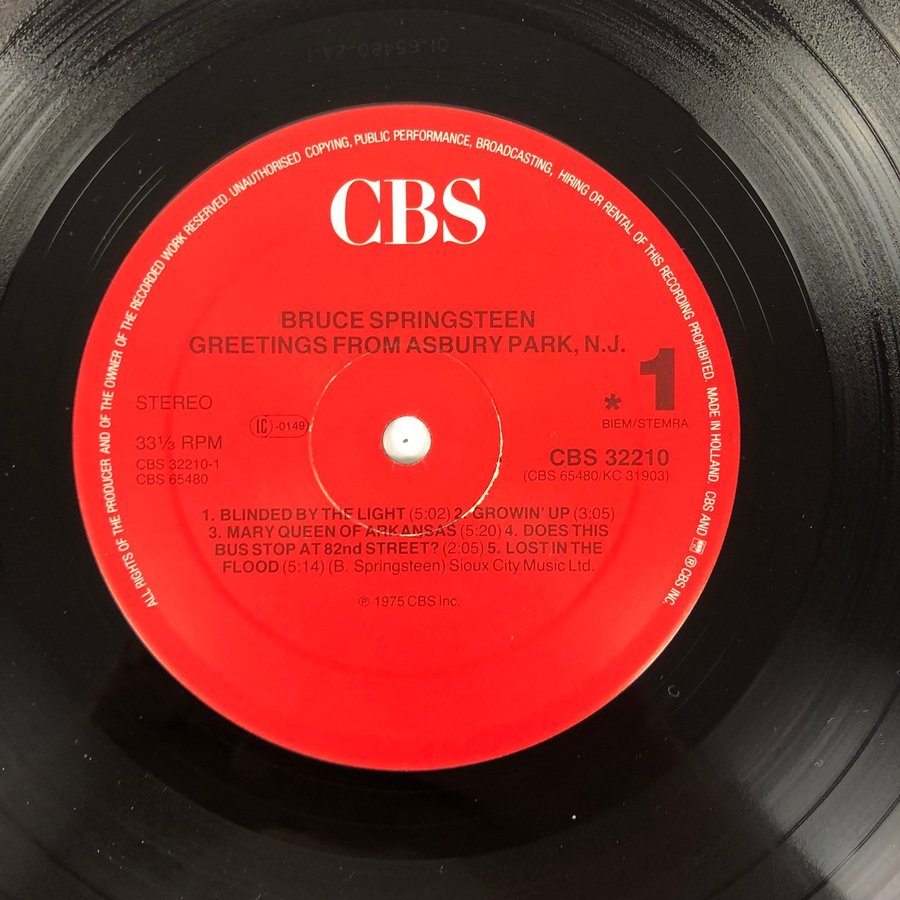 01-65480-2A-1
ALL RIGHTS OF THE PRODUCER AND OF THE OWNER OF THE RECORDED WORK RESERVED. UNAUTHORISED COPYING, PUBLIC PERFORMANCE, BROADCASTING, HIRING OR RENTAL OF THIS RECORDING PROHIBITED. MADE IN HOLLAND. CBS AND ® CBS INC.
CBS
BRUCE SPRINGSTEEN
GREETINGS FROM ASBURY PARK, N.J.
STEREO
LC -0149
* 1
BIEM/STEMRA
33⅓ RPM
CBS 32210-1
CBS 65480
CBS 32210
(CBS 65480/KC 31903)
1. BLINDED BY THE LIGHT (5:02) 2. GROWIN' UP (3:05)
3. MARY QUEEN OF ARKANSAS (5:20) 4. DOES THIS
BUS STOP AT 82nd STREET? (2:05) 5. LOST IN THE
FLOOD (5:14) (B. Springsteen) Sioux City Music Ltd.
℗ 1975 CBS Inc.